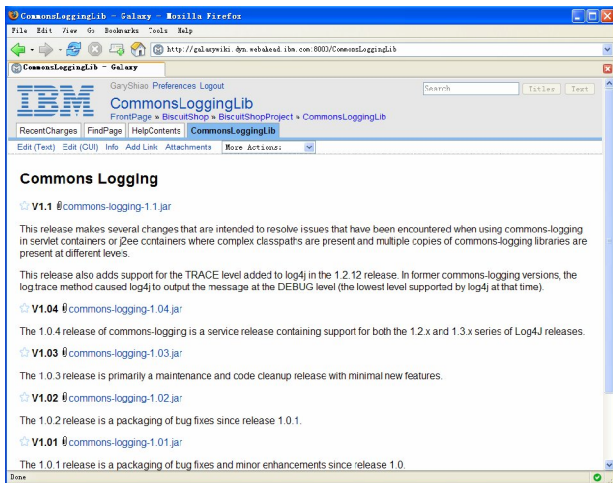 CommonsLoggingLib - Galaxy - Mozilla Firefox
File Edit View Go Bookmarks Tools Help
http://galaxywiki.dyn.webahead.ibm.com:8003/CommonsLoggingLib
CommonsLoggingLib - Galaxy
IBM
GaryShiao Preferences Logout
Search Titles Text
CommonsLoggingLib
FrontPage » BiscuitShop » BiscuitShopProject » CommonsLoggingLib
RecentChanges FindPage HelpContents CommonsLoggingLib
Edit (Text) Edit (GUI) Info Add Link Attachments More Actions:
Commons Logging
V1.1 commons-logging-1.1.jar
This release makes several changes that are intended to resolve issues that have been encountered when using commons-logging
in servlet containers or j2ee containers where complex classpaths are present and multiple copies of commons-logging libraries are
present at different levels.
This release also adds support for the TRACE level added to log4j in the 1.2.12 release. In former commons-logging versions, the
log.trace method caused log4j to output the message at the DEBUG level (the lowest level supported by log4j at that time).
V1.04 commons-logging-1.04.jar
The 1.0.4 release of commons-logging is a service release containing support for both the 1.2.x and 1.3.x series of Log4J releases.
V1.03 commons-logging-1.03.jar
The 1.0.3 release is primarily a maintenance and code cleanup release with minimal new features.
V1.02 commons-logging-1.02.jar
The 1.0.2 release is a packaging of bug fixes since release 1.0.1.
V1.01 commons-logging-1.01.jar
The 1.0.1 release is a packaging of bug fixes and minor enhancements since release 1.0.
Done